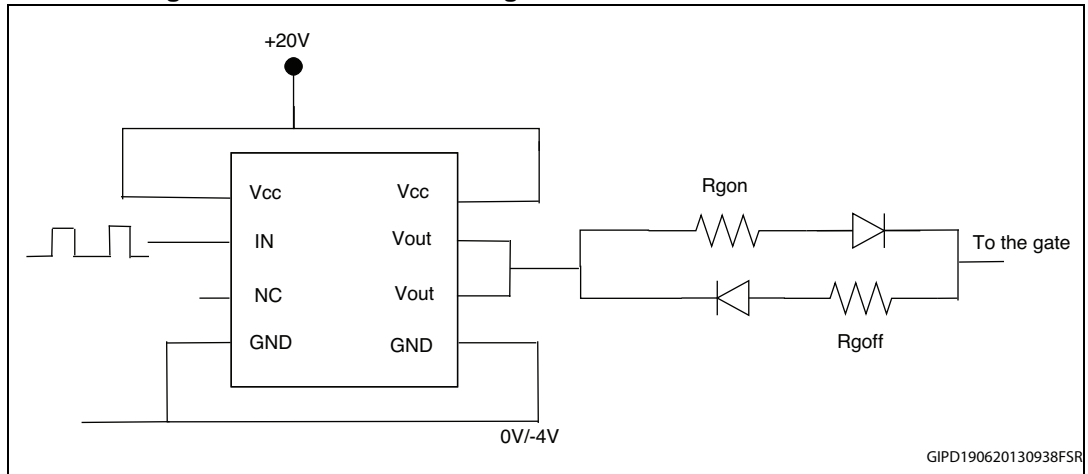 +20V
Vcc
Vcc
Rgon
IN
Vout
To the gate
NC
Vout
GND
GND
Rgoff
0V/-4V
GIPD190620130938FSR